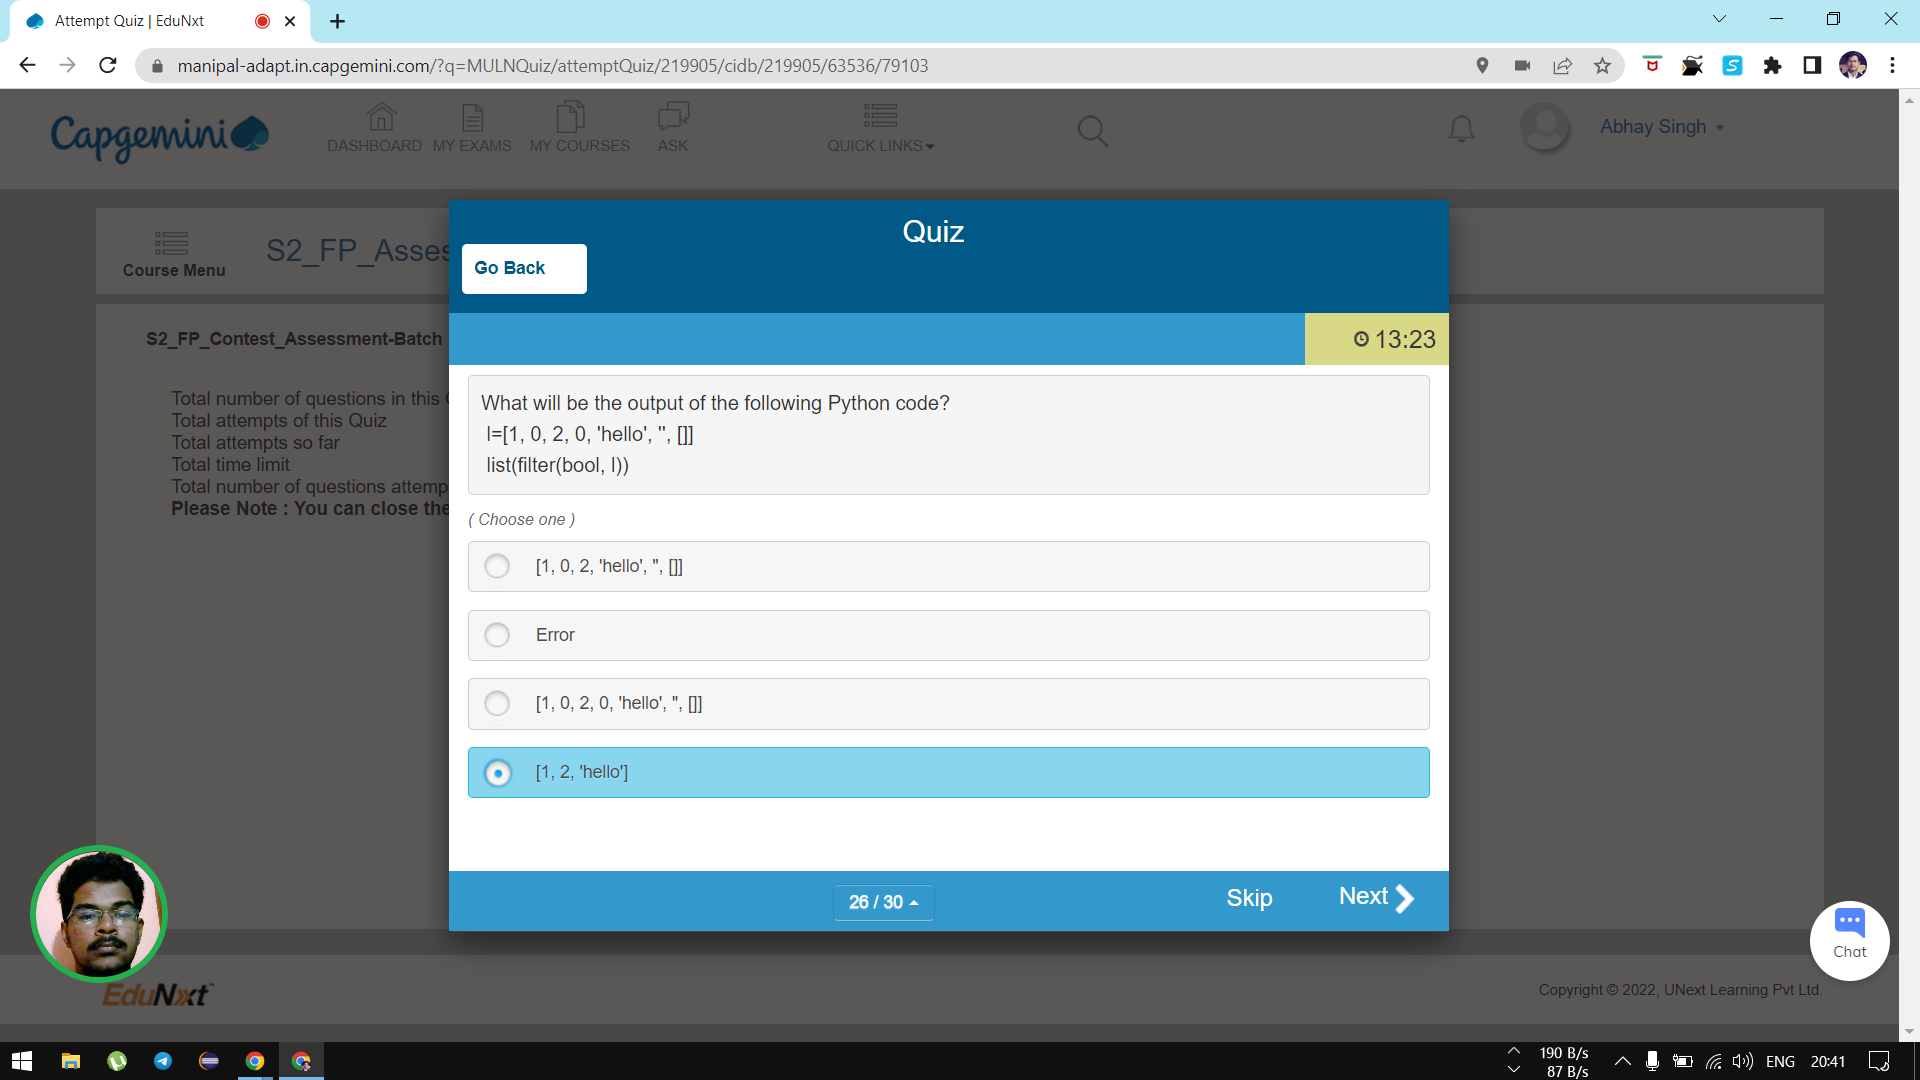 Attempt Quiz | EduNxt
manipal-adapt.in.capgemini.com/?q=MULNQuiz/attemptQuiz/219905/cidb/219905/63536/79103
Capgemini
DASHBOARD MY EXAMS MY COURSES ASK QUICK LINKS
Abhay Singh
Course Menu
S2_FP_Asses
Quiz
Go Back
13:23
S2_FP_Contest_Assessment-Batch
Total number of questions in this
Total attempts of this Quiz
Total attempts so far
Total time limit
Total number of questions attemp
Please Note : You can close the
What will be the output of the following Python code?
l=[1, 0, 2, 0, 'hello', '', []]
list(filter(bool, l))
( Choose one )
[1, 0, 2, 'hello', '', []]
Error
[1, 0, 2, 0, 'hello', '', []]
[1, 2, 'hello']
26 / 30
Skip
Next
Chat
EduNxt™
Copyright © 2022, UNext Learning Pvt Ltd.
190 B/s
87 B/s
ENG
20:41